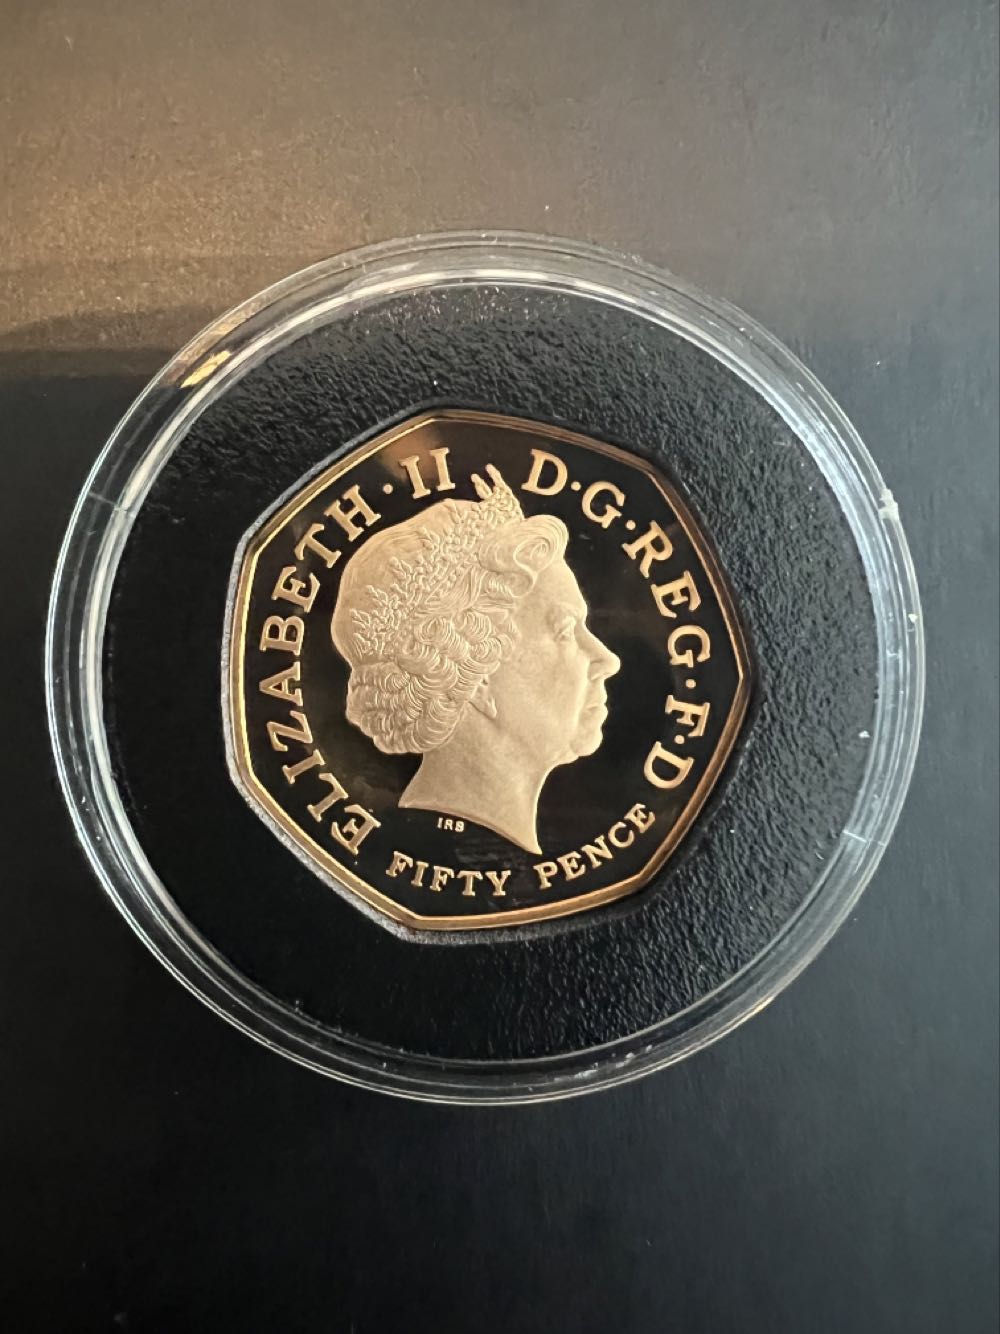 ELIZABETH · II D · G · REG · F · D
FIFTY PENCE
IRB